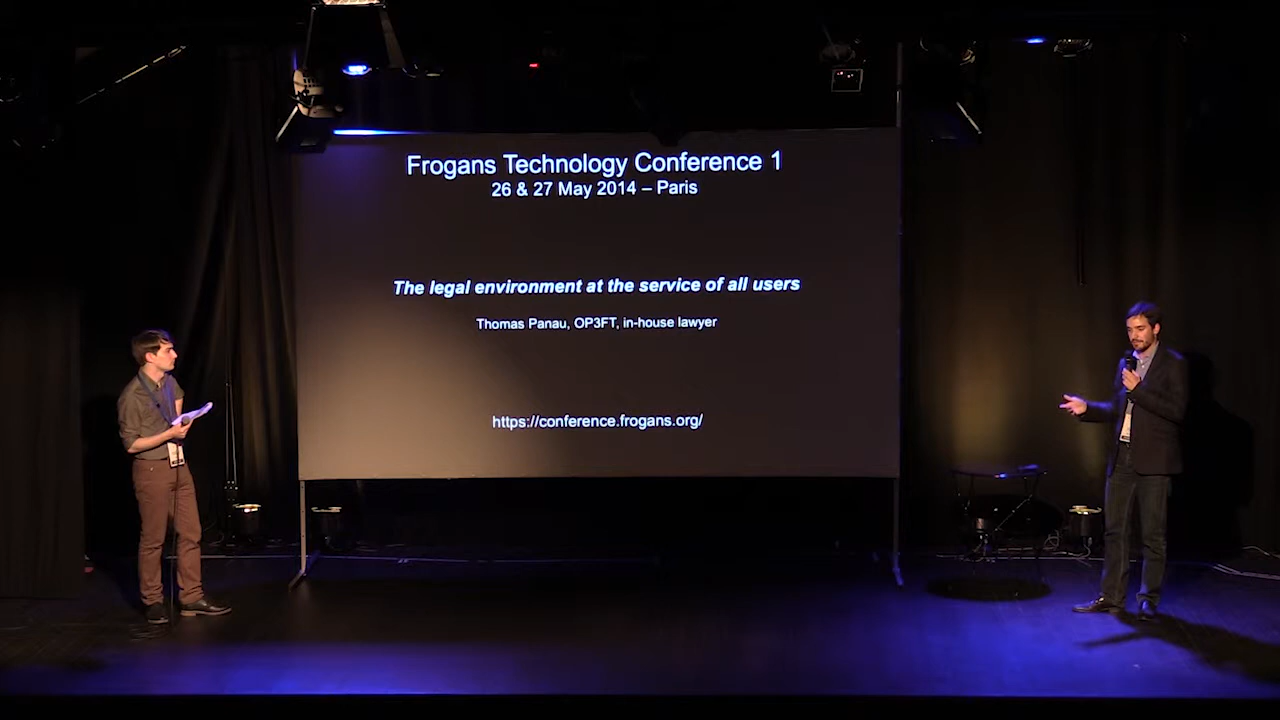 Frogans Technology Conference 1
26 & 27 May 2014 – Paris
The legal environment at the service of all users
Thomas Panau, OP3FT, in-house lawyer
https://conference.frogans.org/